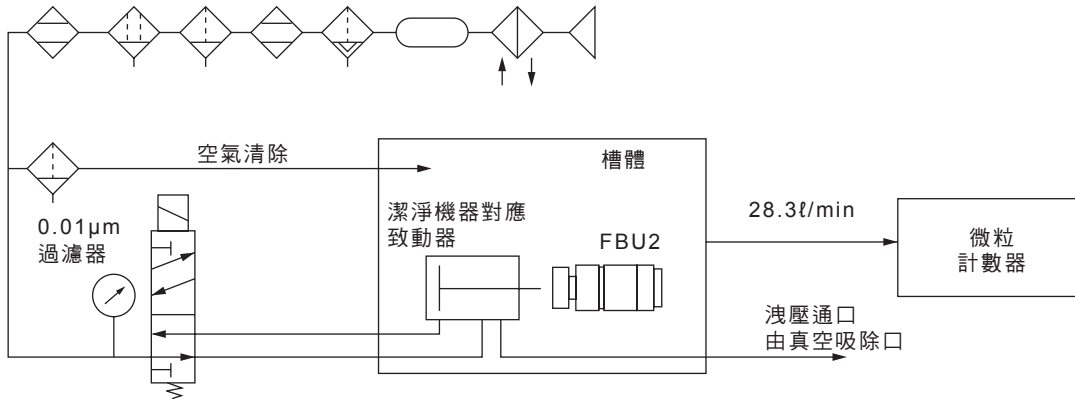 空氣清除
槽體
0.01μm
過濾器
潔淨機器對應
致動器
FBU2
28.3ℓ/min
微粒
計數器
洩壓通口
由真空吸除口